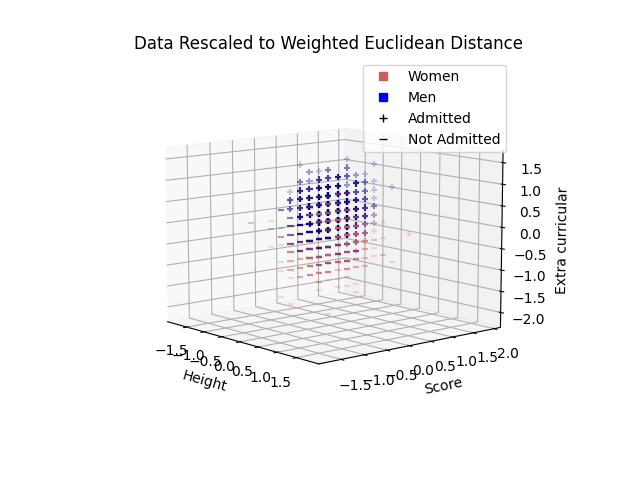 Data Rescaled to Weighted Euclidean Distance
Women
Men
Admitted
Not Admitted
1.5
1.0
0.5
0.0
−0.5
−1.0
−1.5
−2.0
Extra curricular
−1.5
−1.0
−0.5
0.0
0.5
1.0
1.5
Height
−1.5
−1.0
−0.5
0.0
0.5
1.0
1.5
2.0
Score